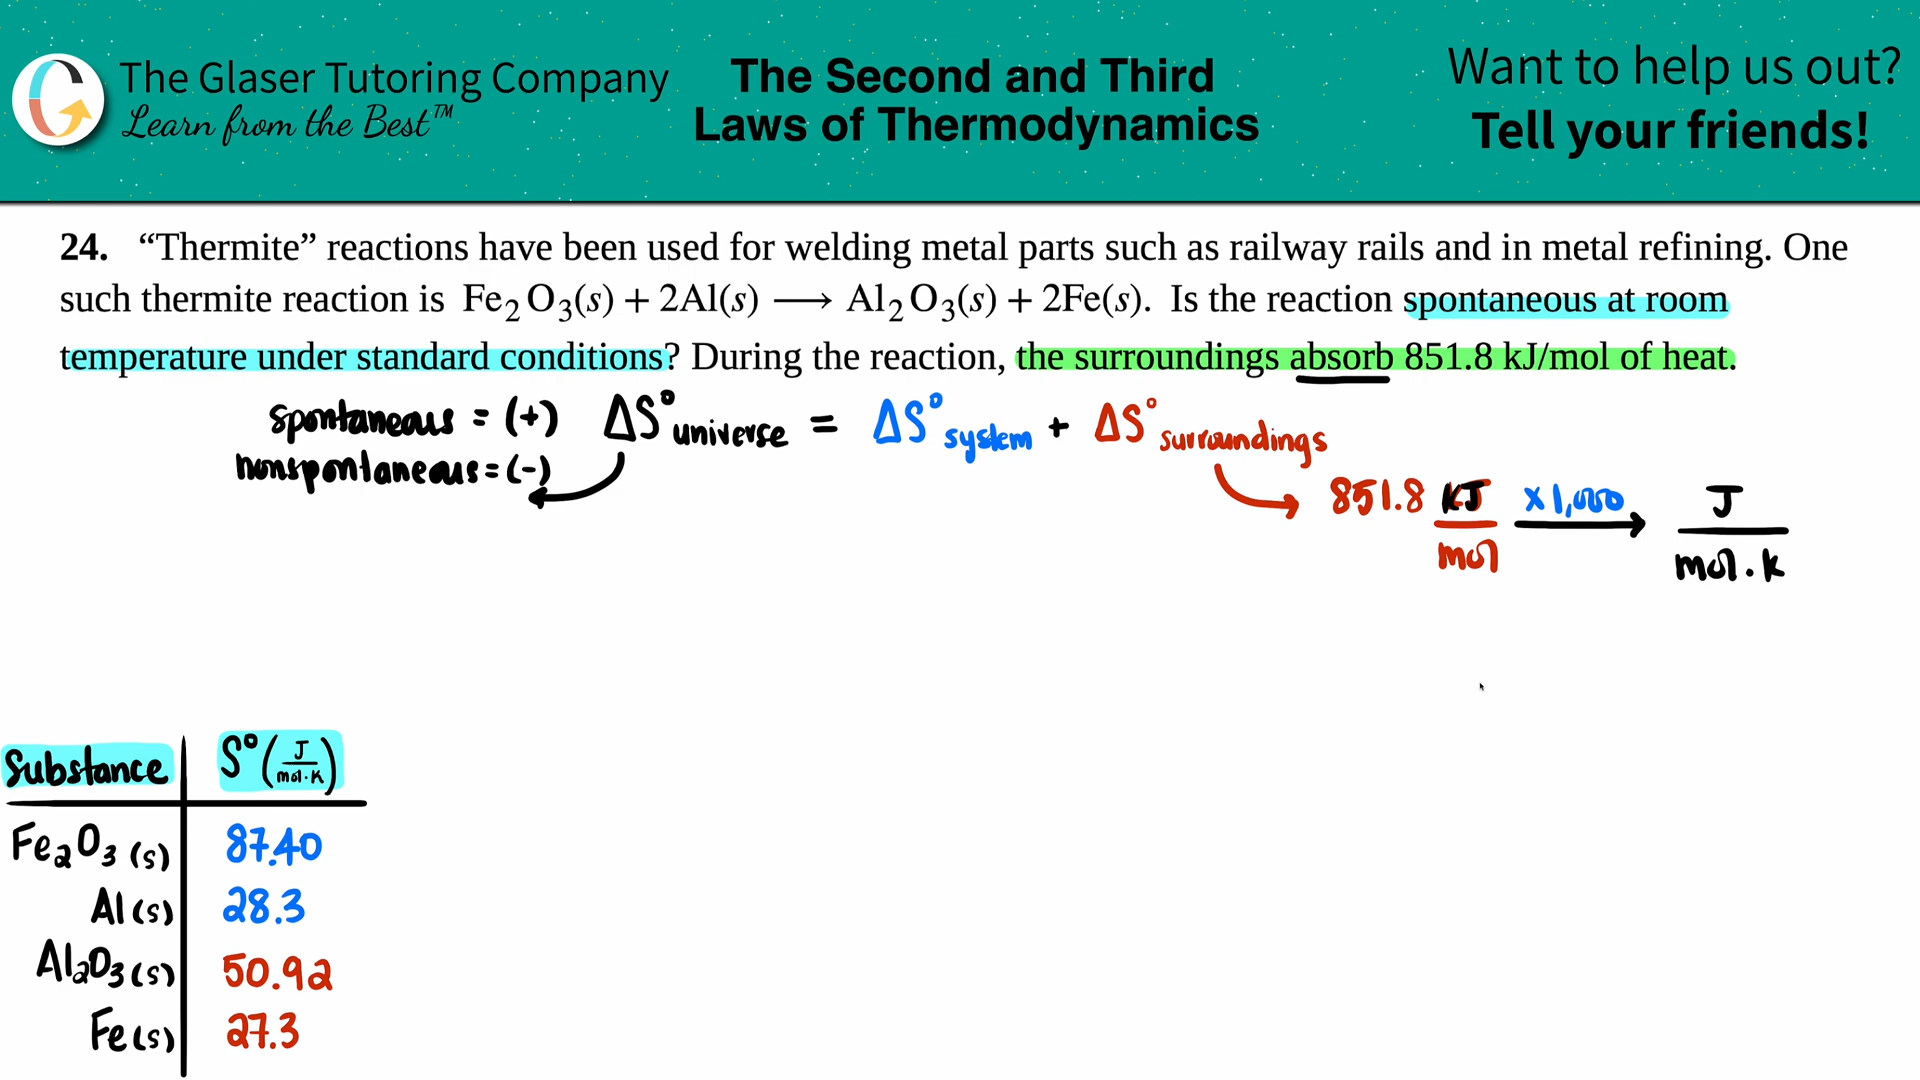 The Glaser Tutoring Company
Learn from the Best™
The Second and Third
Laws of Thermodynamics
Want to help us out?
Tell your friends!
24. “Thermite” reactions have been used for welding metal parts such as railway rails and in metal refining. One
such thermite reaction is Fe₂O₃(s) + 2Al(s) ⟶ Al₂O₃(s) + 2Fe(s). Is the reaction spontaneous at room
temperature under standard conditions? During the reaction, the surroundings absorb 851.8 kJ/mol of heat.
spontaneous = (+) ΔS°universe = ΔS°system + ΔS°surroundings
nonspontaneous = (-)
851.8 kJ/mol x1,000 J/mol·K
Substance S°(J/mol·K)
Fe₂O₃(s) 87.40
Al(s) 28.3
Al₂O₃(s) 50.92
Fe(s) 27.3